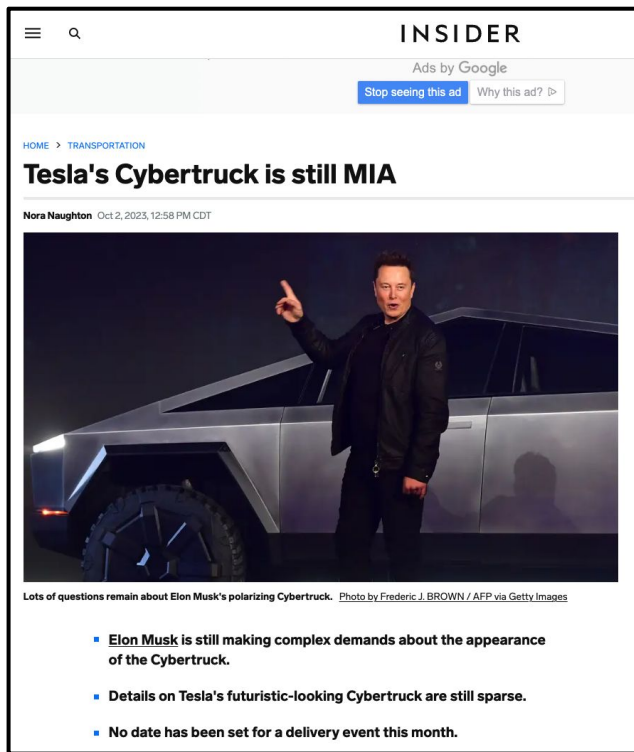 INSIDER
Ads by Google
Stop seeing this ad Why this ad?
HOME > TRANSPORTATION
Tesla's Cybertruck is still MIA
Nora Naughton Oct 2, 2023, 12:58 PM CDT
Lots of questions remain about Elon Musk's polarizing Cybertruck. Photo by Frederic J. BROWN / AFP via Getty Images
Elon Musk is still making complex demands about the appearance
of the Cybertruck.
Details on Tesla's futuristic-looking Cybertruck are still sparse.
No date has been set for a delivery event this month.